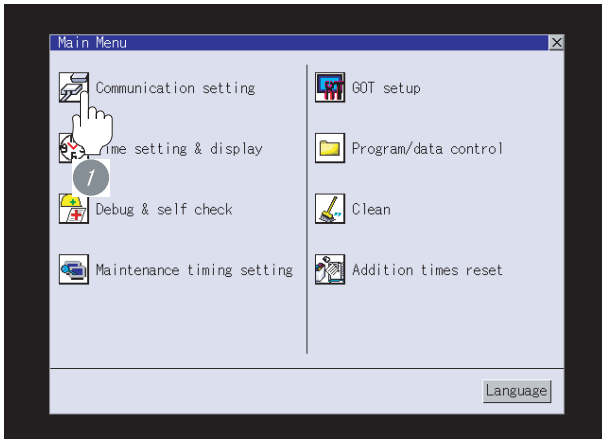 Main Menu
Communication setting
GOT setup
ime setting & display
Program/data control
1
Debug & self check
Clean
Maintenance timing setting
Addition times reset
Language